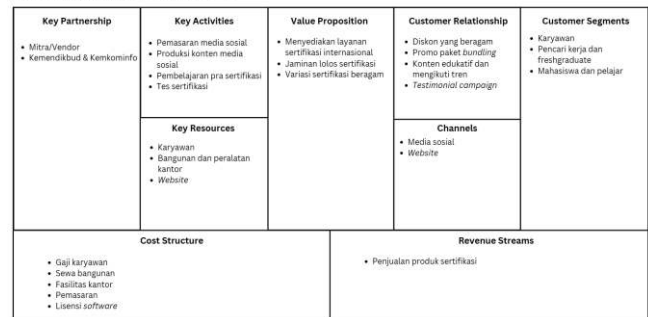 Key Partnership
• Mitra/Vendor
• Kemendikbud & Kemkominfo
Key Activities
• Pemasaran media sosial
• Produksi konten media
sosial
• Pembelajaran pra sertifikasi
• Tes sertifikasi
Key Resources
• Karyawan
• Bangunan dan peralatan
kantor
• Website
Value Proposition
• Menyediakan layanan
sertifikasi internasional
• Jaminan lolos sertifikasi
• Variasi sertifikasi beragam
Customer Relationship
• Diskon yang beragam
• Promo paket bundling
• Konten edukatif dan
mengikuti tren
• Testimonial campaign
Channels
• Media sosial
• Website
Customer Segments
• Karyawan
• Pencari kerja dan
freshgraduate
• Mahasiswa dan pelajar
Cost Structure
• Gaji karyawan
• Sewa bangunan
• Fasilitas kantor
• Pemasaran
• Lisensi software
Revenue Streams
• Penjualan produk sertifikasi